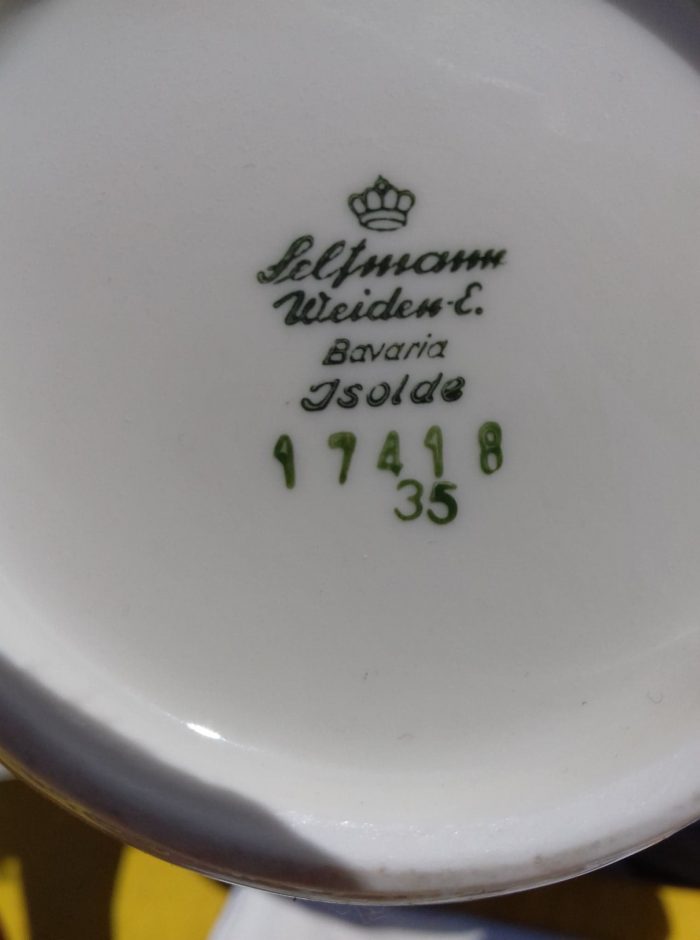 Seltmann
Weiden-E.
Bavaria
Isolde
17418
35